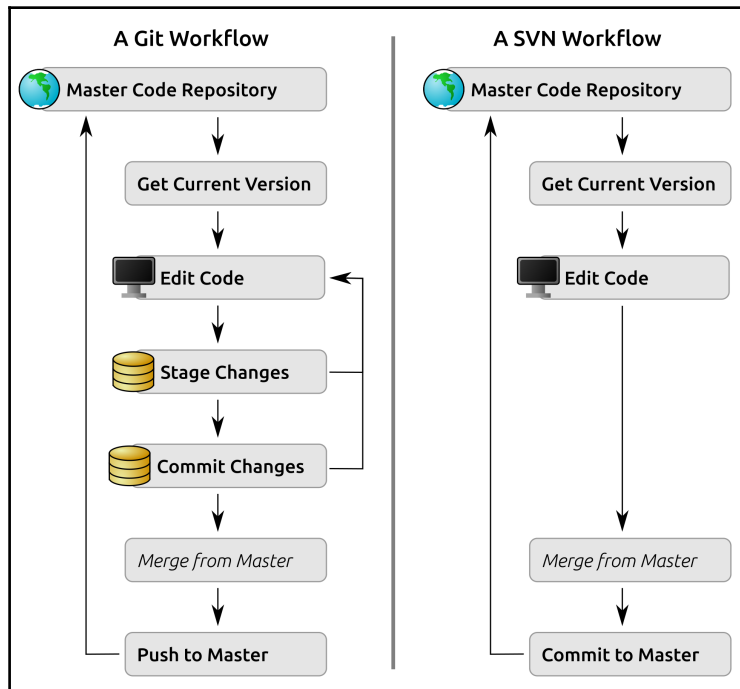 A Git Workflow
Master Code Repository
Get Current Version
Edit Code
Stage Changes
Commit Changes
Merge from Master
Push to Master
A SVN Workflow
Master Code Repository
Get Current Version
Edit Code
Merge from Master
Commit to Master